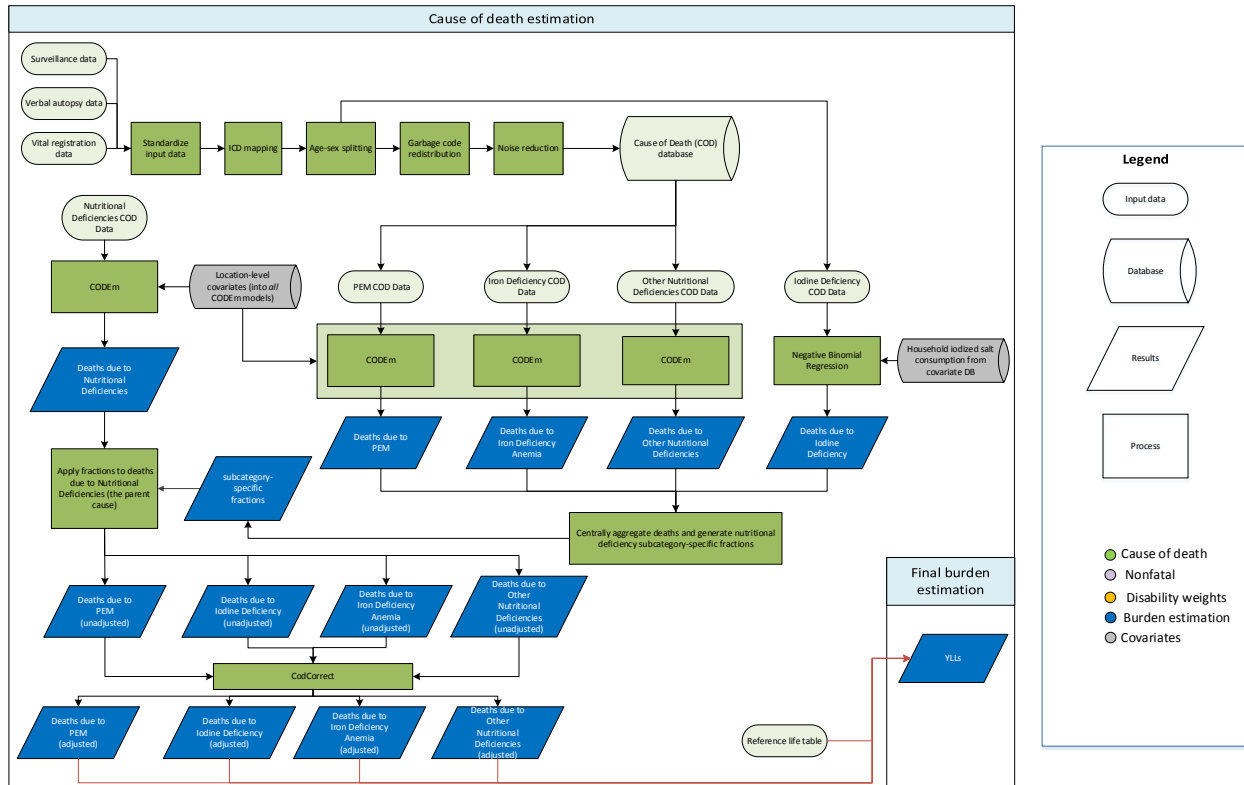 Cause of death estimation
Surveillance data
Verbal autopsy data
Vital registration
data
Standardize
input data
ICD mapping
Age-sex splitting
Garbage code
redistribution
Noise reduction
Cause of Death (COD)
database
Nutritional
Deficiencies COD
Data
CODEm
Location-level
covariates (into all
CODEm models)
PEM COD Data
Iron Deficiency COD
Data
Other Nutritional
Deficiencies COD Data
Iodine Deficiency
COD Data
CODEm
CODEm
CODEm
Negative Binomial
Regression
Household iodized salt
consumption from
covariate DB
Deaths due to
Nutritional
Deficiencies
Deaths due to
PEM
Deaths due to
Iron Deficiency
Anemia
Deaths due to
Other Nutritional
Deficiencies
Deaths due to
Iodine
Deficiency
Apply fractions to deaths
due to Nutritional
Deficiencies (the parent
cause)
subcategory-
specific
fractions
Centrally aggregate deaths and generate nutritional
deficiency subcategory-specific fractions
Deaths due to
PEM
(unadjusted)
Deaths due to
Iodine Deficiency
(unadjusted)
Deaths due to
Iron Deficiency
Anemia
(unadjusted)
Deaths due to
Other
Nutritional
Deficiencies
(unadjusted)
CodCorrect
Deaths due to
PEM
(adjusted)
Deaths due to
Iodine Deficiency
(adjusted)
Deaths due to
Iron Deficiency
Anemia
(adjusted)
Deaths due to
Other
Nutritional
Deficiencies
(adjusted)
Reference life table
Final burden
estimation
YLLs
Legend
Input data
Database
Results
Process
Cause of death
Nonfatal
Disability weights
Burden estimation
Covariates